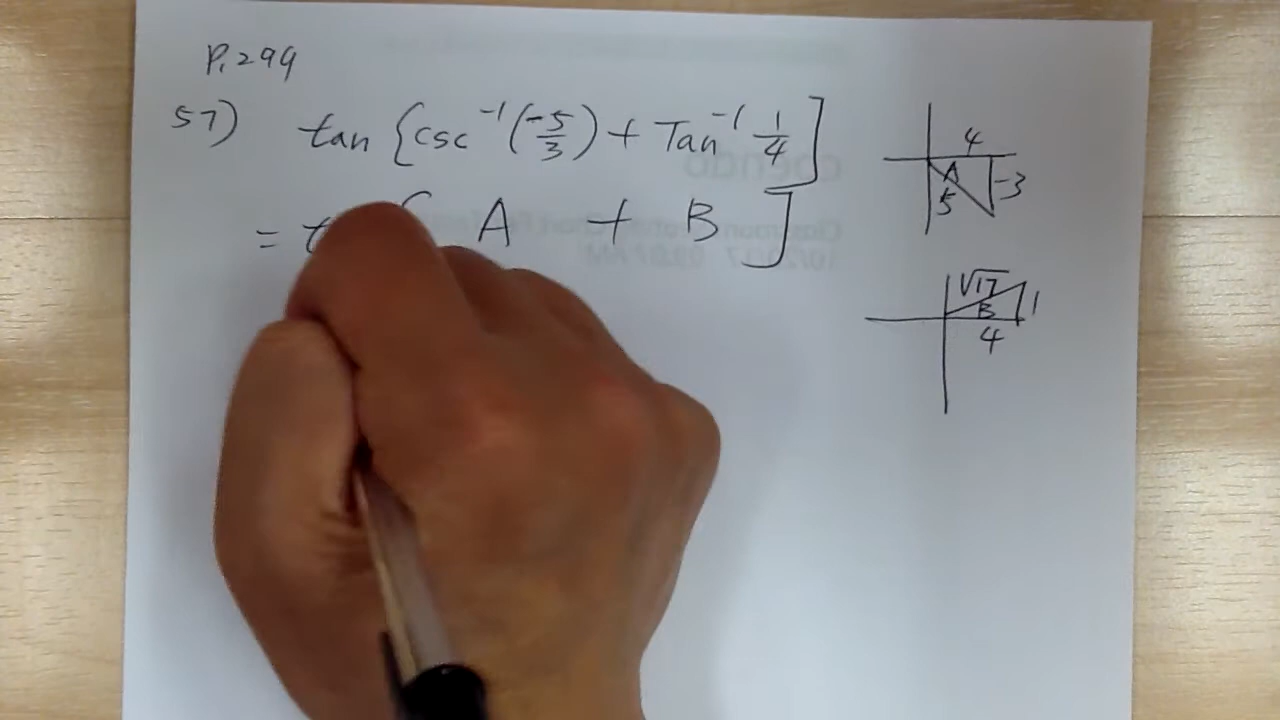 P. 299
57) tan {csc⁻¹(-5/3) + Tan⁻¹ 1/4]
= t A + B ]
4
A
5
-3
√17
B
1
4